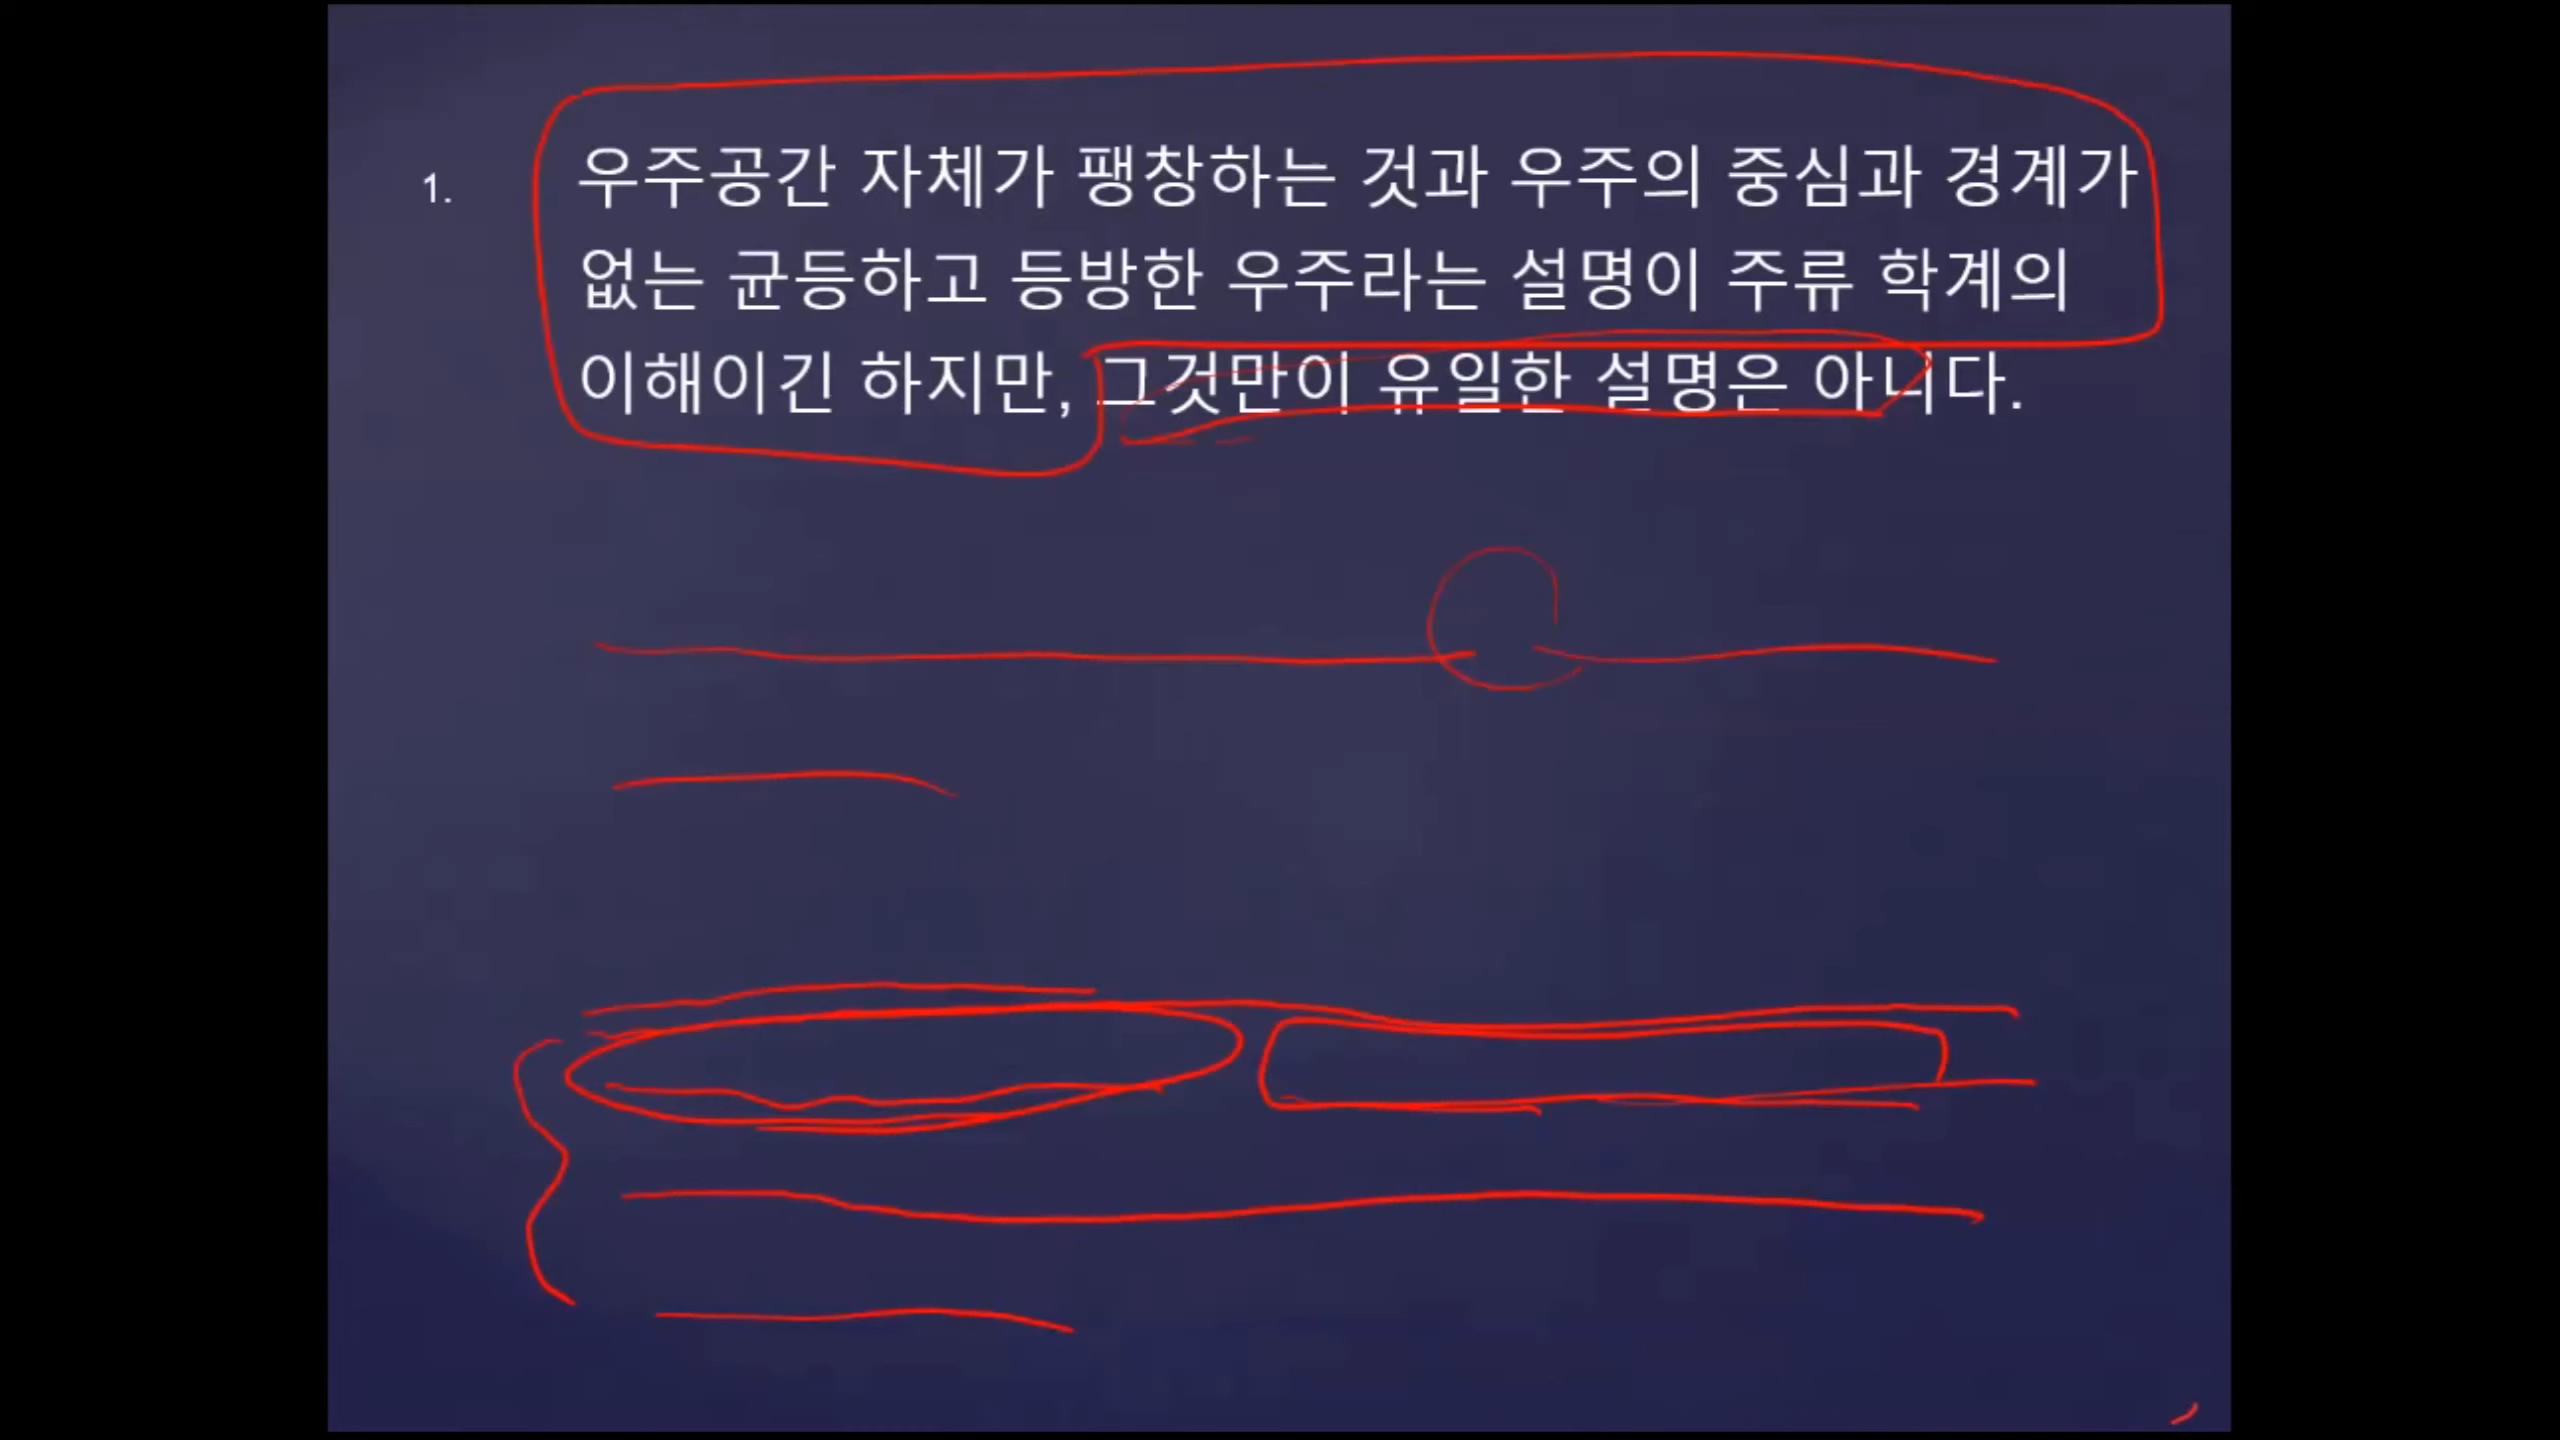 1. 우주공간 자체가 팽창하는 것과 우주의 중심과 경계가
없는 균등하고 등방한 우주라는 설명이 주류 학계의
이해이긴 하지만, 그것만이 유일한 설명은 아니다.